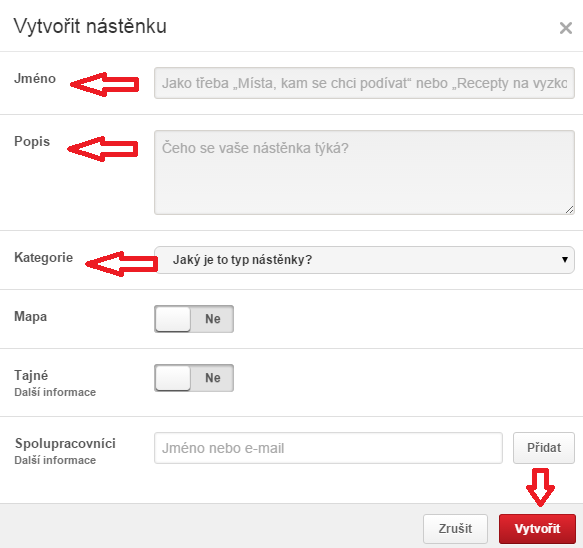 Vytvořit nástěnku
×
Jméno
Jako třeba „Místa, kam se chci podívat“ nebo „Recepty na vyzko
Popis
Čeho se vaše nástěnka týká?
Kategorie
Jaký je to typ nástěnky?
Mapa
Ne
Tajné
Ne
Další informace
Spolupracovníci
Další informace
Jméno nebo e-mail
Přidat
Zrušit
Vytvořit